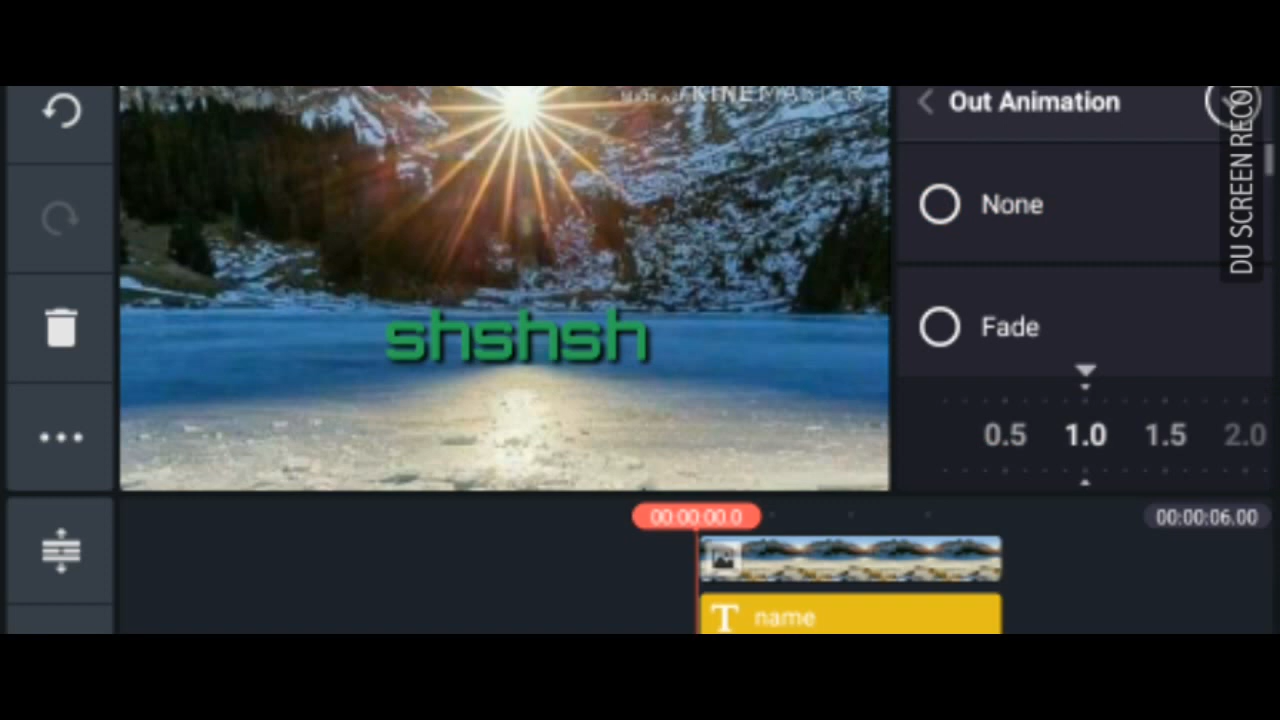 KINEMASTER
Out Animation
None
DU SCREEN RECO
Fade
shshsh
0.5 1.0 1.5 2.0
00:00:00.0
00:00:06.00
T name